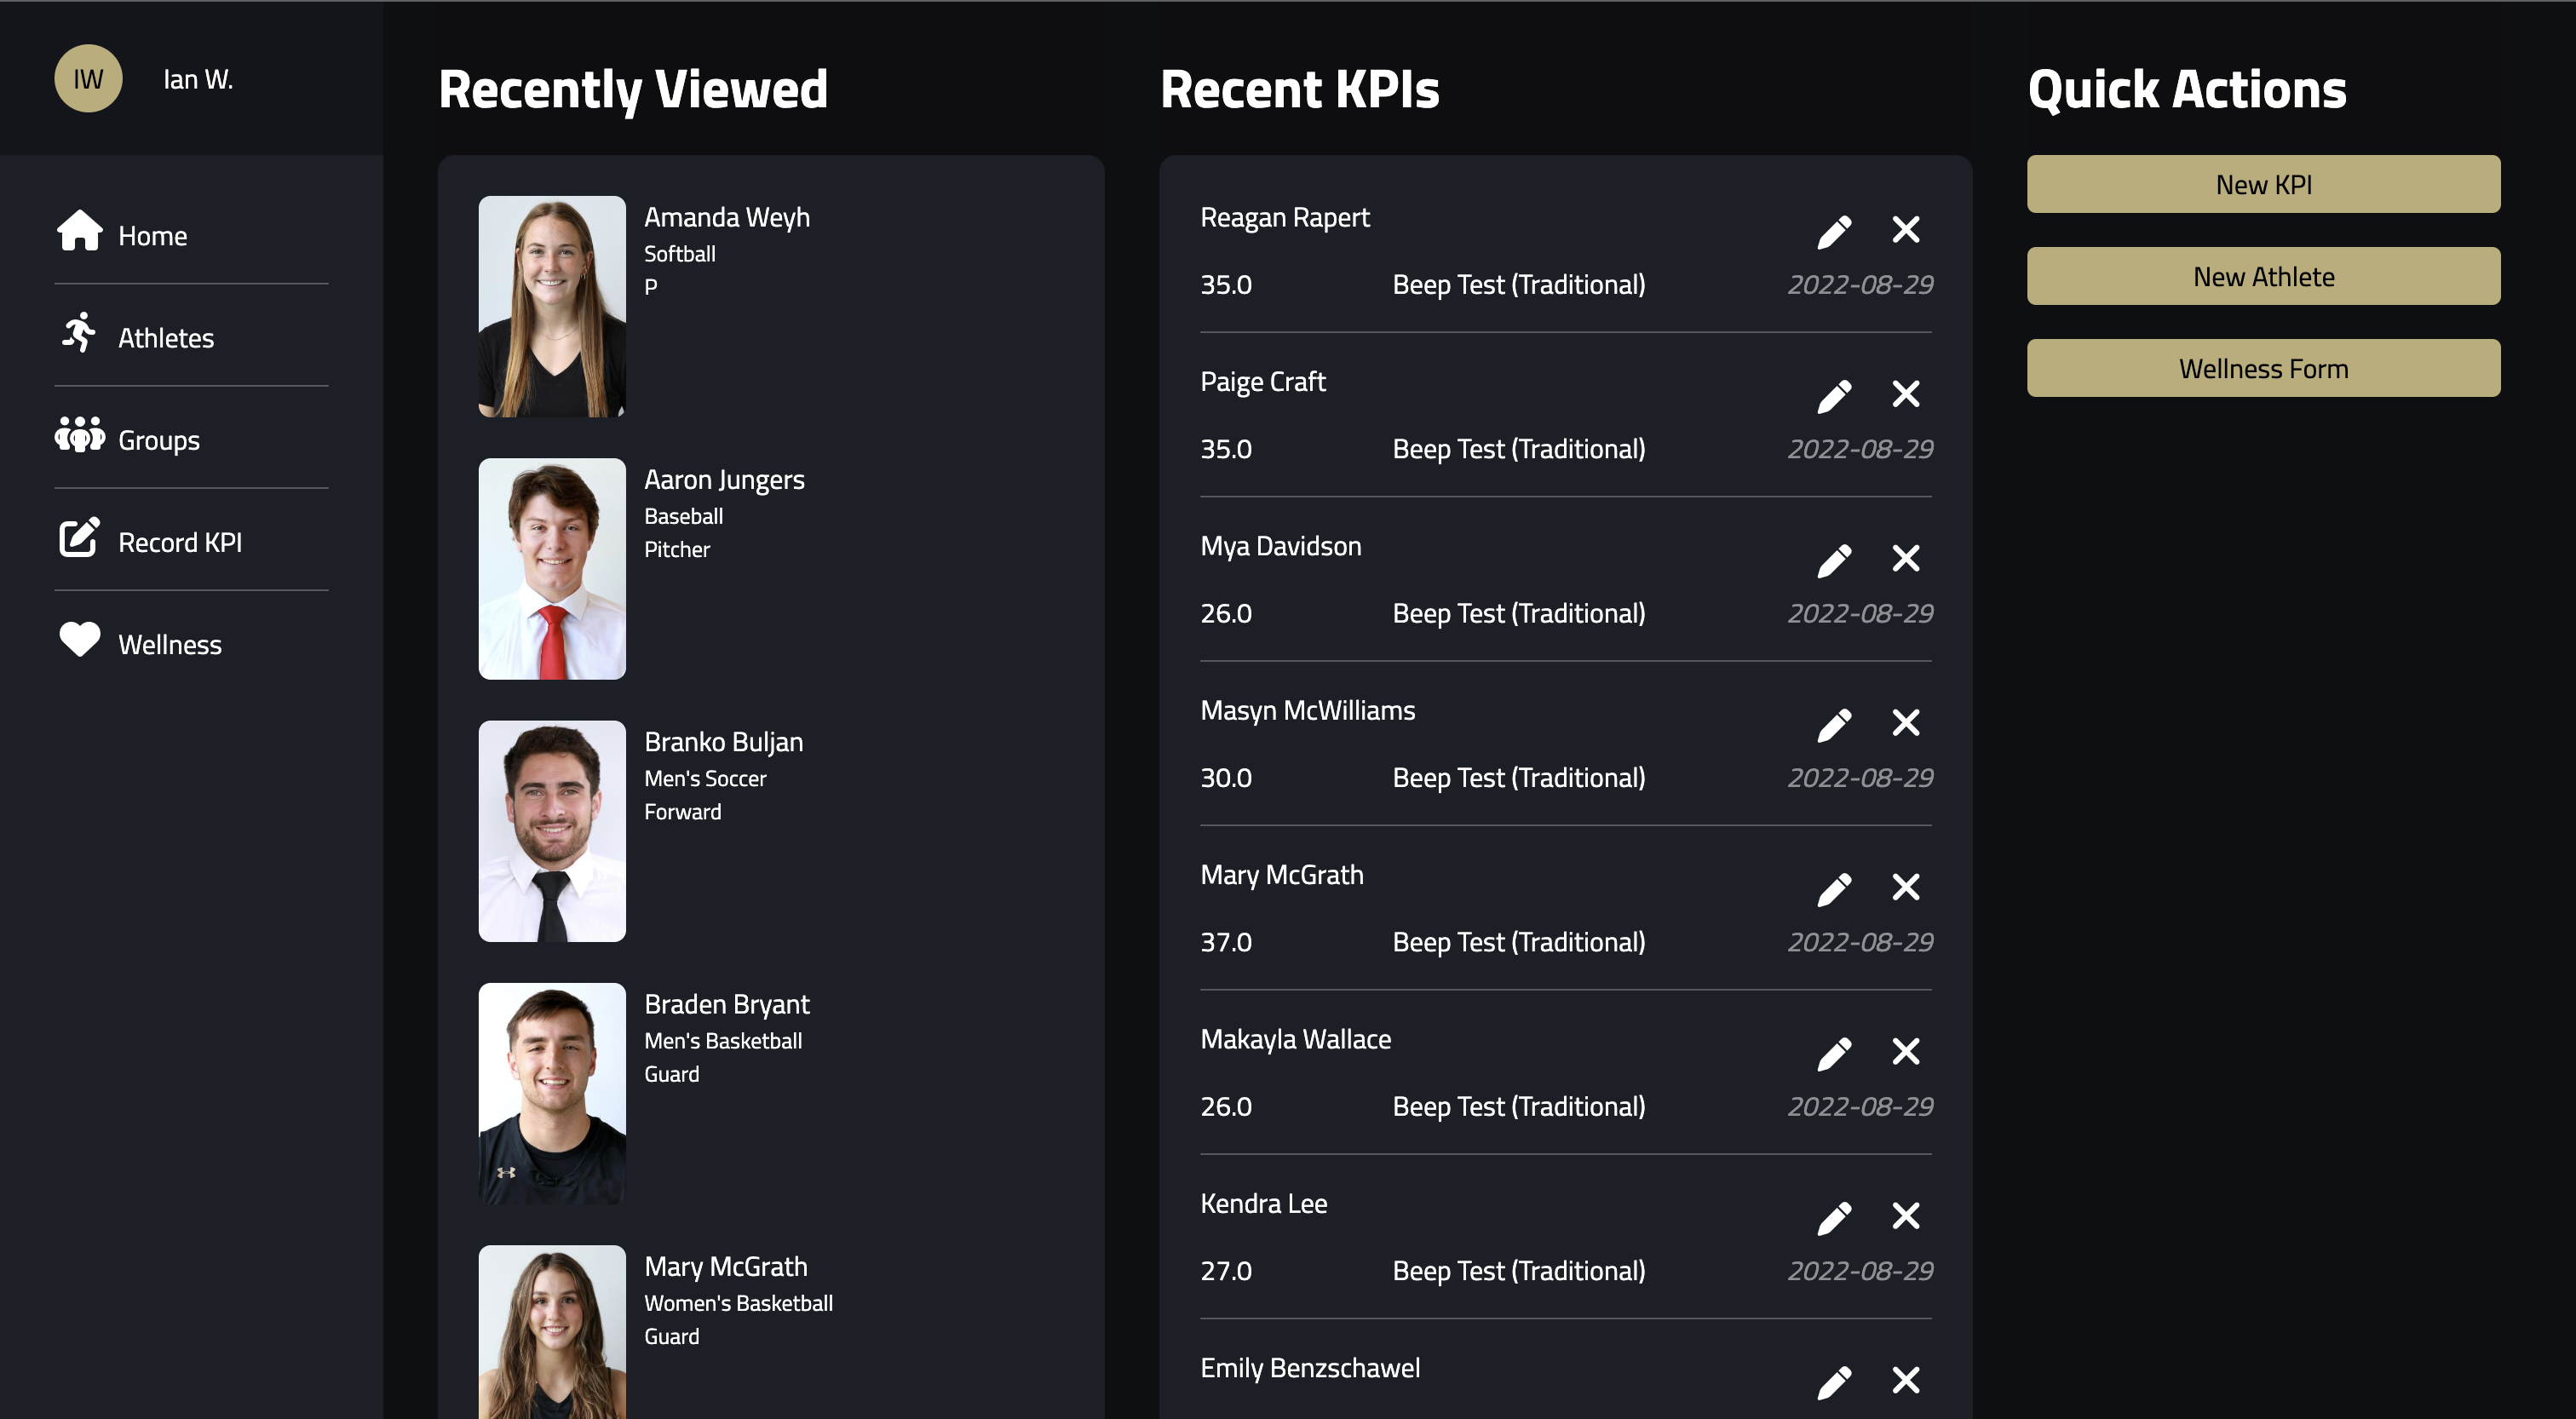 IW
Ian W.
Home
Athletes
Groups
Record KPI
Wellness
Recently Viewed
Amanda Weyh
Softball
P
Aaron Jungers
Baseball
Pitcher
Branko Buljan
Men's Soccer
Forward
Braden Bryant
Men's Basketball
Guard
Mary McGrath
Women's Basketball
Guard
Recent KPIs
Reagan Rapert
35.0 Beep Test (Traditional) 2022-08-29
Paige Craft
35.0 Beep Test (Traditional) 2022-08-29
Mya Davidson
26.0 Beep Test (Traditional) 2022-08-29
Masyn McWilliams
30.0 Beep Test (Traditional) 2022-08-29
Mary McGrath
37.0 Beep Test (Traditional) 2022-08-29
Makayla Wallace
26.0 Beep Test (Traditional) 2022-08-29
Kendra Lee
27.0 Beep Test (Traditional) 2022-08-29
Emily Benzschawel
Quick Actions
New KPI
New Athlete
Wellness Form